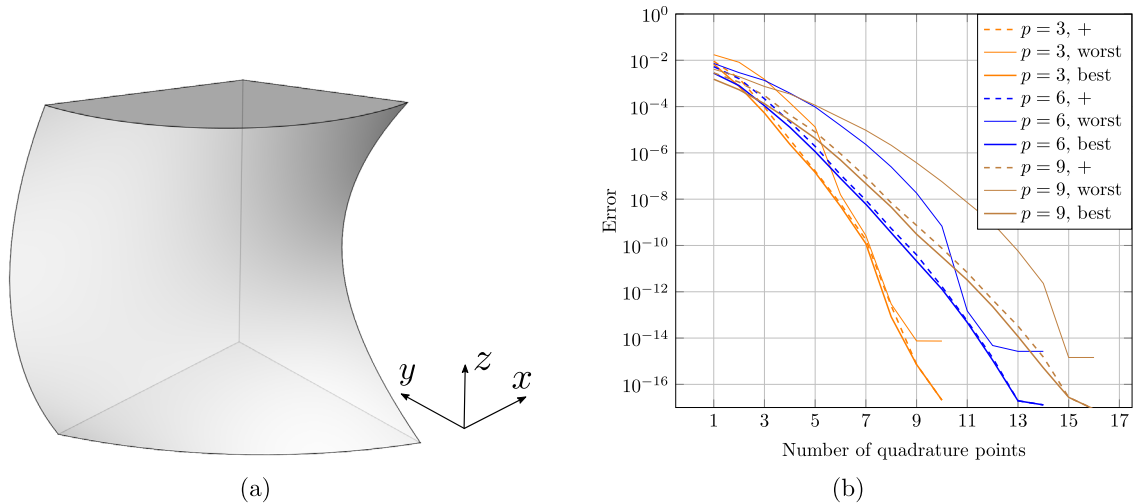 y
z
x
(a)
10^0
10^−2
10^−4
10^−6
10^−8
10^−10
10^−12
10^−14
10^−16
Error
p = 3, +
p = 3, worst
p = 3, best
p = 6, +
p = 6, worst
p = 6, best
p = 9, +
p = 9, worst
p = 9, best
1 3 5 7 9 11 13 15 17
Number of quadrature points
(b)